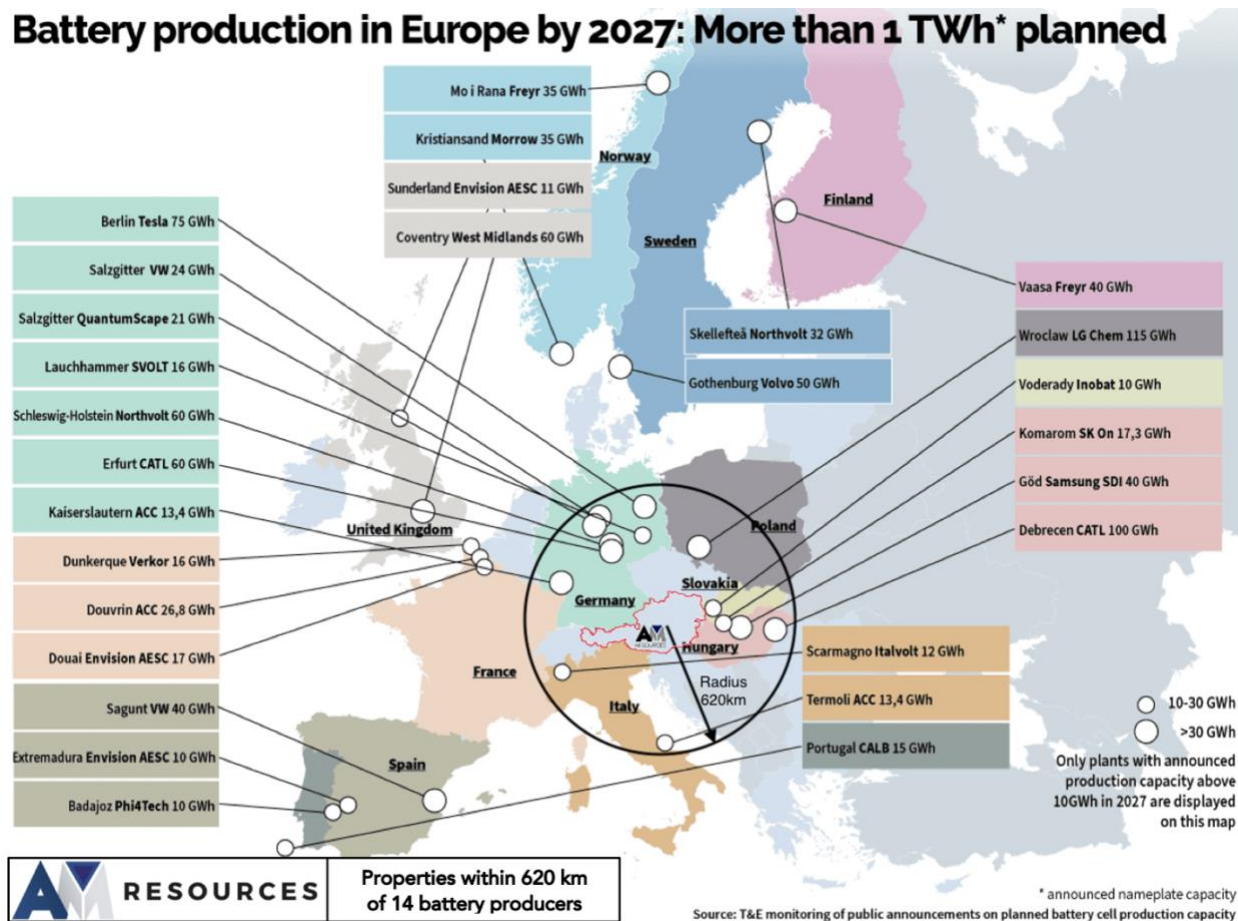 Battery production in Europe by 2027: More than 1 TWh* planned
Mo i Rana Freyr 35 GWh
Kristiansand Morrow 35 GWh
Sunderland Envision AESC 11 GWh
Coventry West Midlands 60 GWh
Norway
Sweden
Finland
Berlin Tesla 75 GWh
Salzgitter VW 24 GWh
Salzgitter QuantumScape 21 GWh
Lauchhammer SVOLT 16 GWh
Schleswig-Holstein Northvolt 60 GWh
Erfurt CATL 60 GWh
Kaiserslautern ACC 13,4 GWh
Dunkerque Verkor 16 GWh
Douvrin ACC 26,8 GWh
Douai Envision AESC 17 GWh
Sagunt VW 40 GWh
Extremadura Envision AESC 10 GWh
Badajoz Phi4Tech 10 GWh
Skellefteå Northvolt 32 GWh
Gothenburg Volvo 50 GWh
Vaasa Freyr 40 GWh
Wroclaw LG Chem 115 GWh
Voderady Inobat 10 GWh
Komarom SK On 17,3 GWh
Göd Samsung SDI 40 GWh
Debrecen CATL 100 GWh
United Kingdom
Poland
Slovakia
Germany
AM
RESOURCES
Hungary
France
Italy
Spain
Radius
620km
Scarmagno Italvolt 12 GWh
Termoli ACC 13,4 GWh
Portugal CALB 15 GWh
10-30 GWh
>30 GWh
Only plants with announced
production capacity above
10GWh in 2027 are displayed
on this map
AM RESOURCES
Properties within 620 km
of 14 battery producers
* announced nameplate capacity
Source: T&E monitoring of public announcements on planned battery cell production capacity